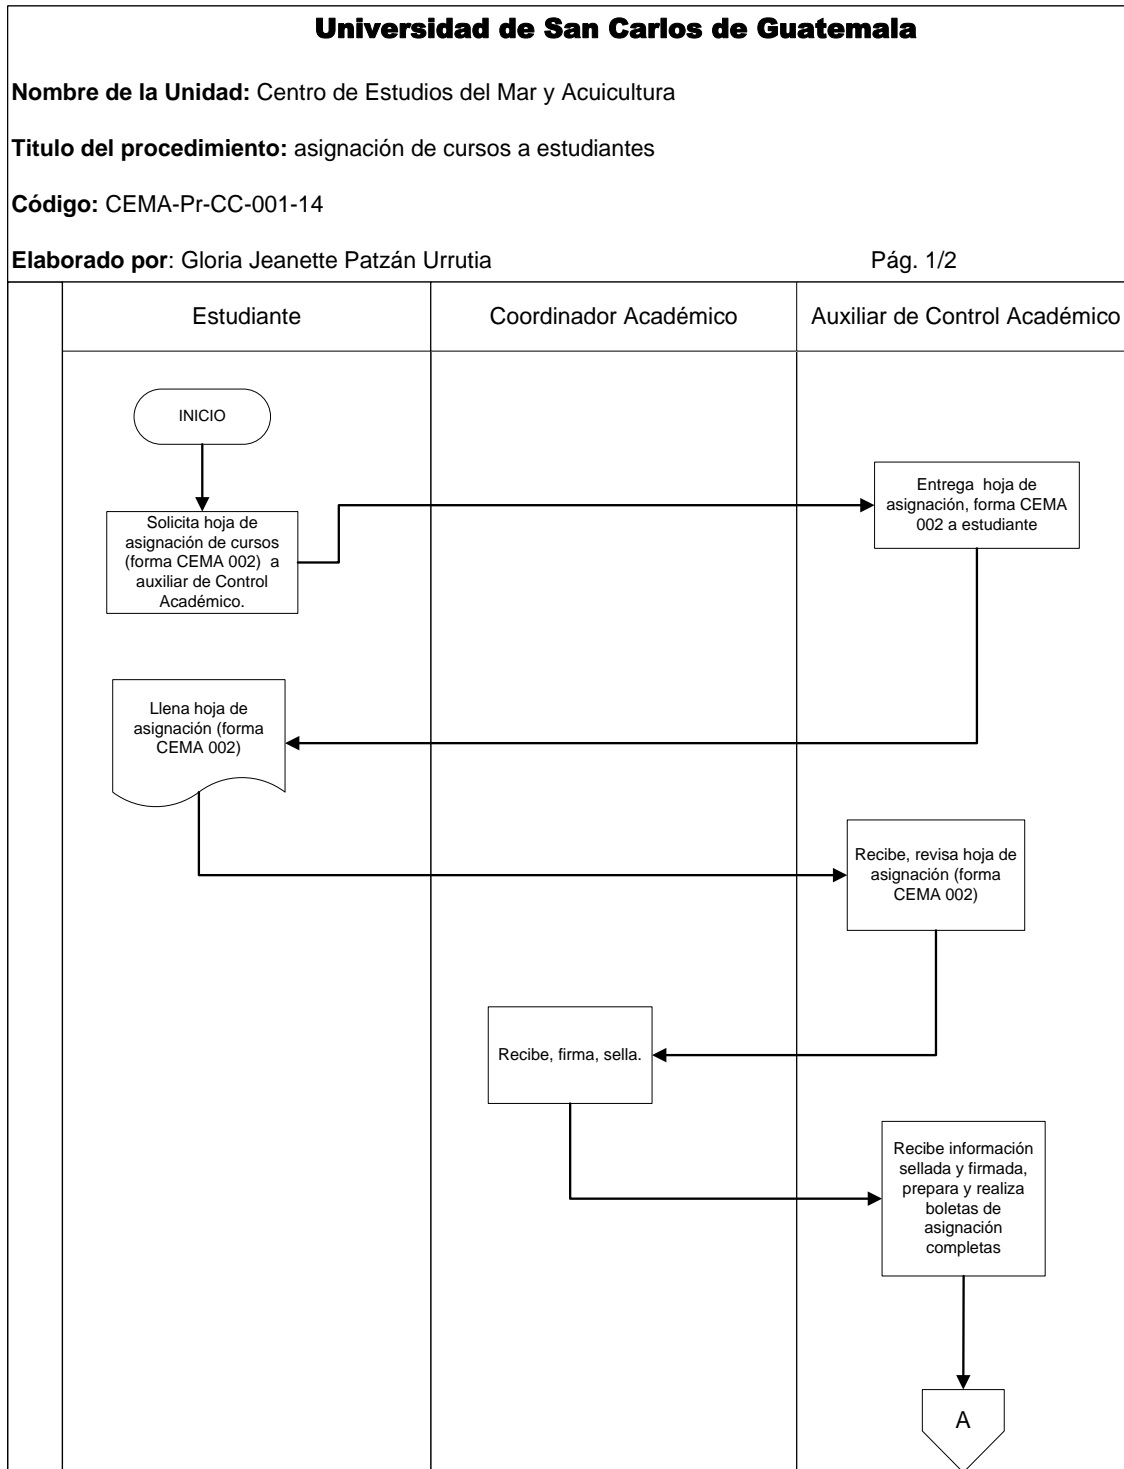 Universidad de San Carlos de Guatemala
Nombre de la Unidad: Centro de Estudios del Mar y Acuicultura
Titulo del procedimiento: asignación de cursos a estudiantes
Código: CEMA-Pr-CC-001-14
Elaborado por: Gloria Jeanette Patzán Urrutia Pág. 1/2
Estudiante
Coordinador Académico
Auxiliar de Control Académico
INICIO
Solicita hoja de
asignación de cursos
(forma CEMA 002) a
auxiliar de Control
Académico.
Entrega hoja de
asignación, forma CEMA
002 a estudiante
Llena hoja de
asignación (forma
CEMA 002)
Recibe, revisa hoja de
asignación (forma
CEMA 002)
Recibe, firma, sella.
Recibe información
sellada y firmada,
prepara y realiza
boletas de
asignación
completas
A